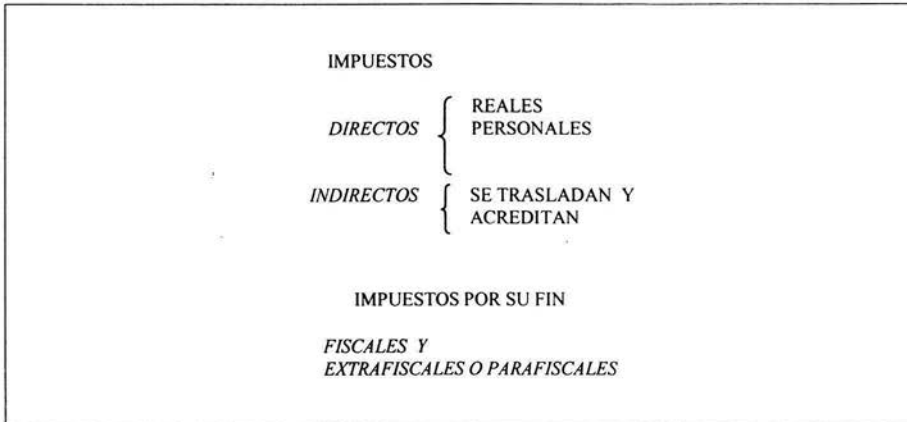 IMPUESTOS
DIRECTOS { REALES
PERSONALES
INDIRECTOS { SE TRASLADAN Y
ACREDITAN
IMPUESTOS POR SU FIN
FISCALES Y
EXTRAFISCALES O PARAFISCALES